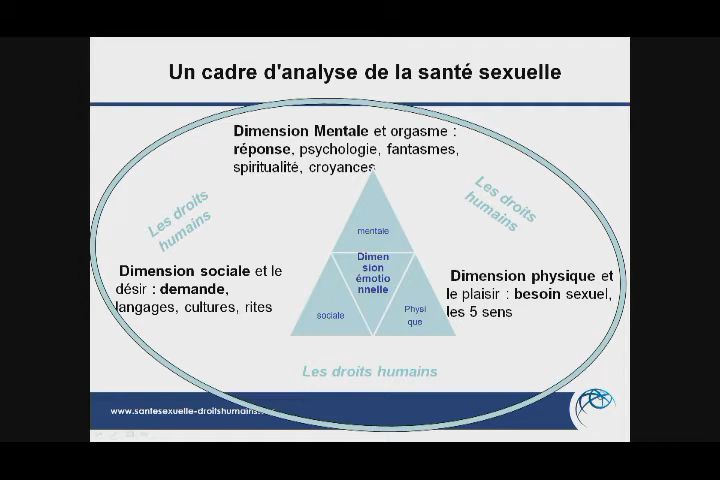 Un cadre d'analyse de la santé sexuelle
Dimension Mentale et orgasme :
réponse, psychologie, fantasmes,
spiritualité, croyances
Les droits
humains
Les droits
humains
mentale
Dimen
sion
émotio
nnelle
Dimension sociale et le
désir : demande,
langages, cultures, rites
Dimension physique et
le plaisir : besoin sexuel,
les 5 sens
sociale
Physi
que
Les droits humains
www.santesexuelle-droitshumains.